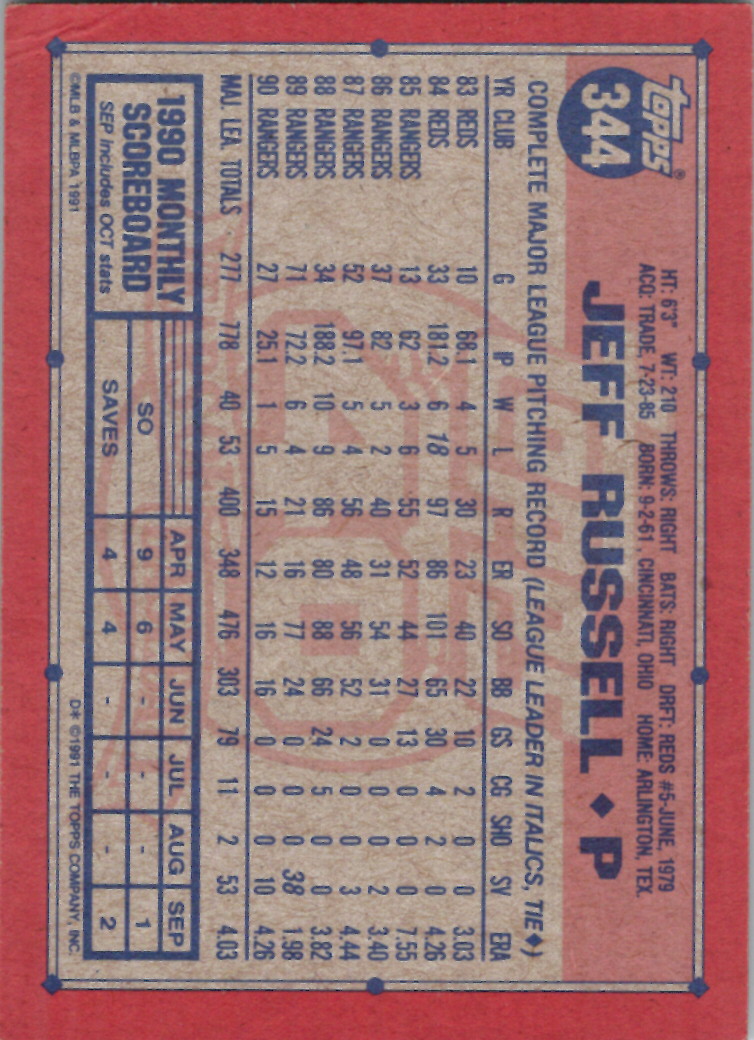 topps®
344
HT: 6'3" WT: 210 THROWS: RIGHT BATS: RIGHT DRFT: REDS #5-JUNE, 1979
ACQ: TRADE, 7-23-85 BORN: 9-2-61, CINCINNATI, OHIO HOME: ARLINGTON, TEX.
JEFF RUSSELL ♦ P
COMPLETE MAJOR LEAGUE PITCHING RECORD (LEAGUE LEADER IN ITALICS, TIE♦)
YR CLUB G IP W L R ER SO BB GS CG SHO SV ERA
83 REDS 10 68.1 4 5 30 23 40 22 10 2 0 0 3.03
84 REDS 33 181.2 6 18 97 86 101 65 30 4 2 0 4.26
85 RANGERS 13 62 3 6 55 52 44 27 13 0 0 0 7.55
86 RANGERS 37 82 5 2 40 31 54 31 0 0 0 2 3.40
87 RANGERS 52 97.1 5 4 56 48 56 52 2 0 0 3 4.44
88 RANGERS 34 188.2 10 9 86 80 88 66 24 5 0 0 3.82
89 RANGERS 71 72.2 6 4 21 16 77 24 0 0 0 38 1.98
90 RANGERS 27 25.1 1 5 15 12 16 16 0 0 0 10 4.26
MAJ. LEA. TOTALS 277 778 40 53 400 348 476 303 79 11 2 53 4.03
1990 MONTHLY
SCOREBOARD
SEP includes OCT stats
APR MAY JUN JUL AUG SEP
SO 9 6 - - - 1
SAVES 4 4 - - - 2
©MLB & MLBPA 1991
D* ©1991 THE TOPPS COMPANY, INC.